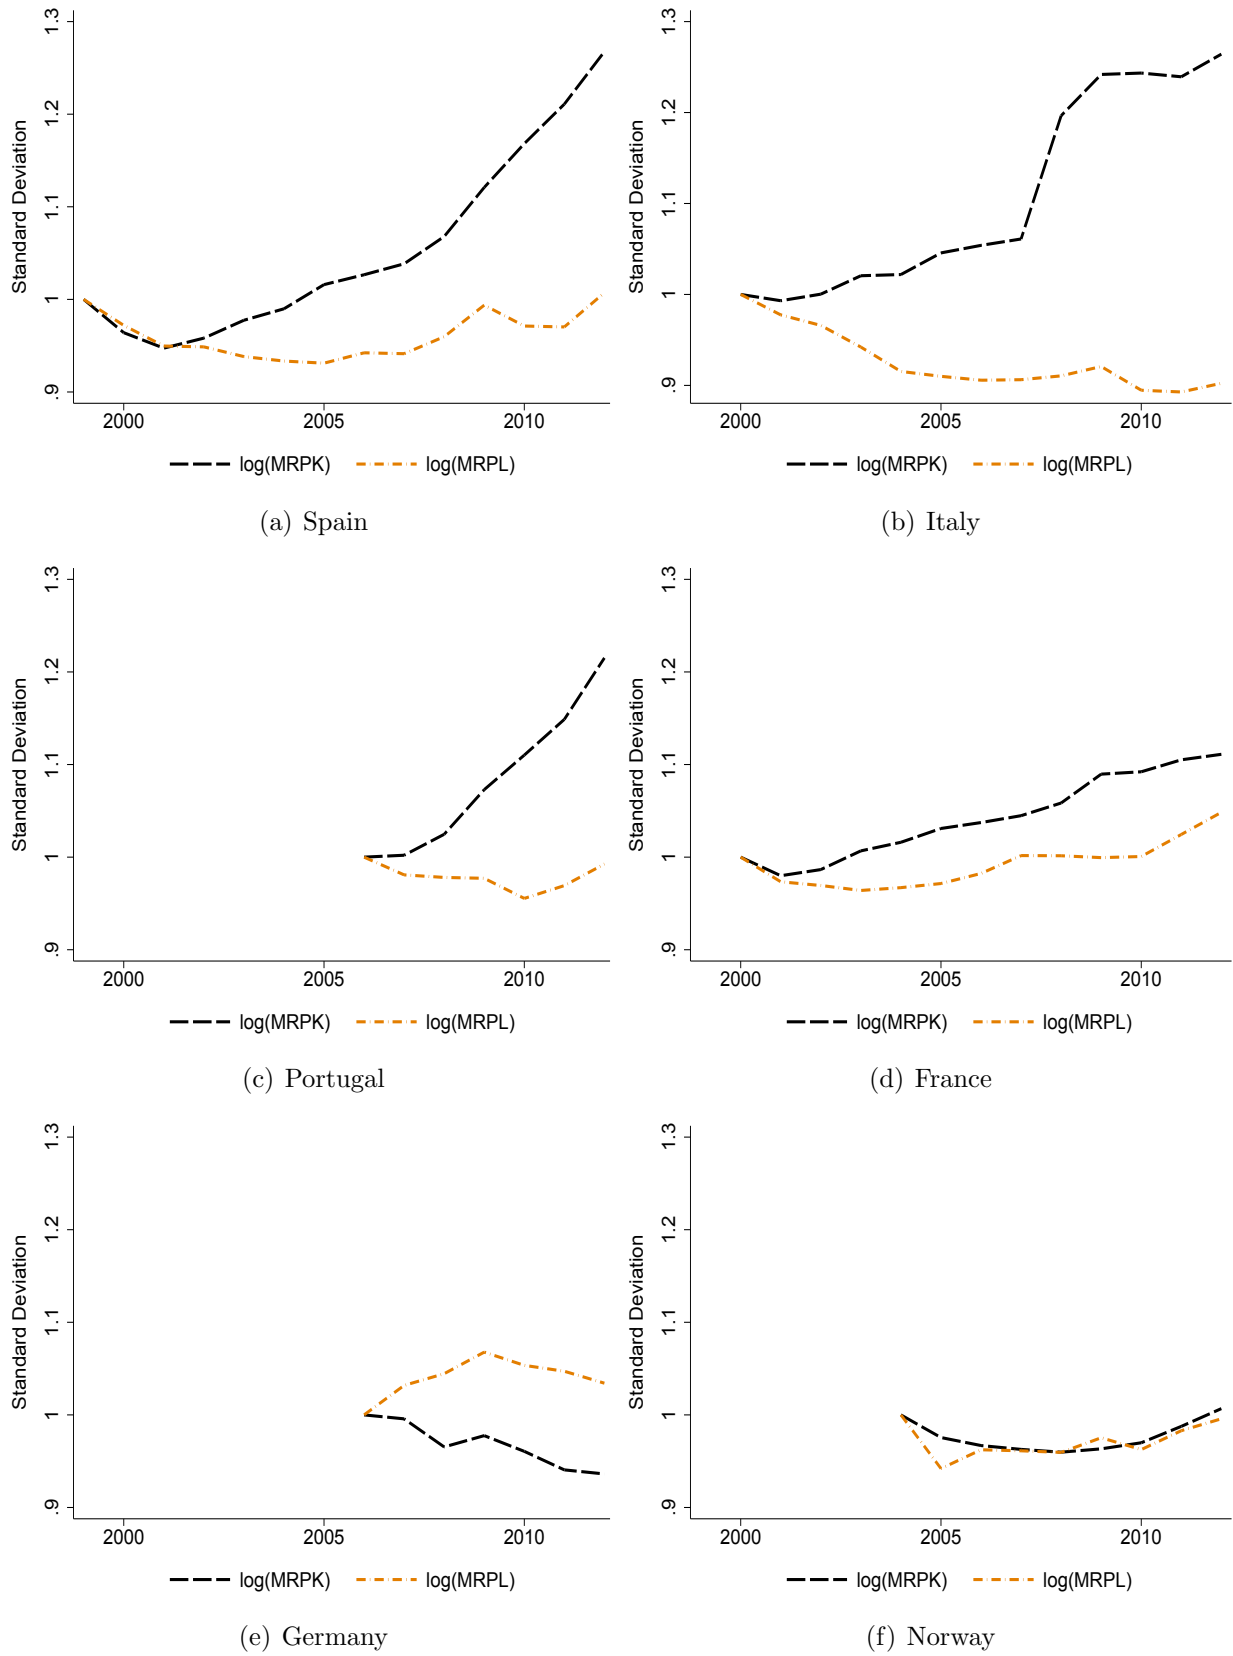 Standard Deviation
1.3
1.2
1.1
1
.9
2000 2005 2010
log(MRPK) log(MRPL)
(a) Spain
Standard Deviation
1.3
1.2
1.1
1
.9
2000 2005 2010
log(MRPK) log(MRPL)
(b) Italy
Standard Deviation
1.3
1.2
1.1
1
.9
2000 2005 2010
log(MRPK) log(MRPL)
(c) Portugal
Standard Deviation
1.3
1.2
1.1
1
.9
2000 2005 2010
log(MRPK) log(MRPL)
(d) France
Standard Deviation
1.3
1.2
1.1
1
.9
2000 2005 2010
log(MRPK) log(MRPL)
(e) Germany
Standard Deviation
1.3
1.2
1.1
1
.9
2000 2005 2010
log(MRPK) log(MRPL)
(f) Norway